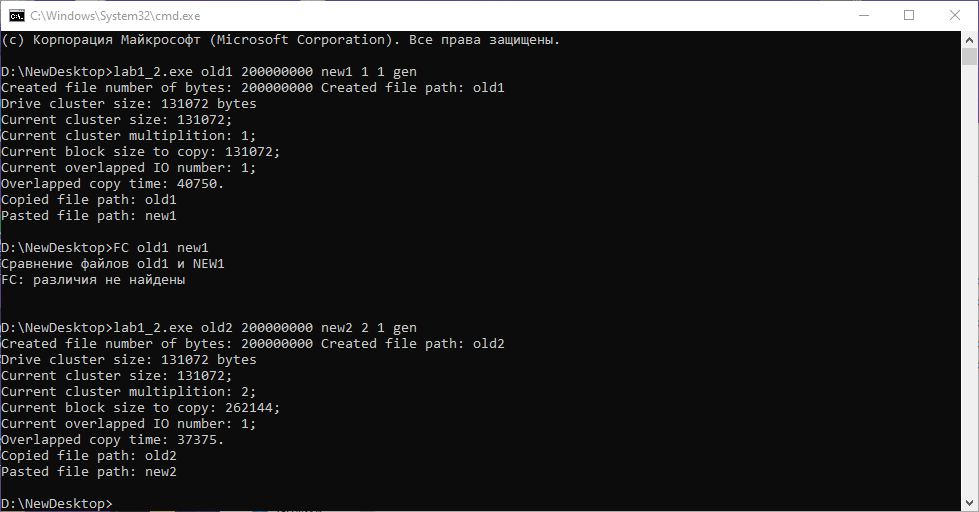 C:\Windows\System32\cmd.exe
(c) Корпорация Майкрософт (Microsoft Corporation). Все права защищены.
D:\NewDesktop>lab1_2.exe old1 200000000 new1 1 1 gen
Created file number of bytes: 200000000 Created file path: old1
Drive cluster size: 131072 bytes
Current cluster size: 131072;
Current cluster multiplition: 1;
Current block size to copy: 131072;
Current overlapped IO number: 1;
Overlapped copy time: 40750.
Copied file path: old1
Pasted file path: new1
D:\NewDesktop>FC old1 new1
Сравнение файлов old1 и NEW1
FC: различия не найдены
D:\NewDesktop>lab1_2.exe old2 200000000 new2 2 1 gen
Created file number of bytes: 200000000 Created file path: old2
Drive cluster size: 131072 bytes
Current cluster size: 131072;
Current cluster multiplition: 2;
Current block size to copy: 262144;
Current overlapped IO number: 1;
Overlapped copy time: 37375.
Copied file path: old2
Pasted file path: new2
D:\NewDesktop>